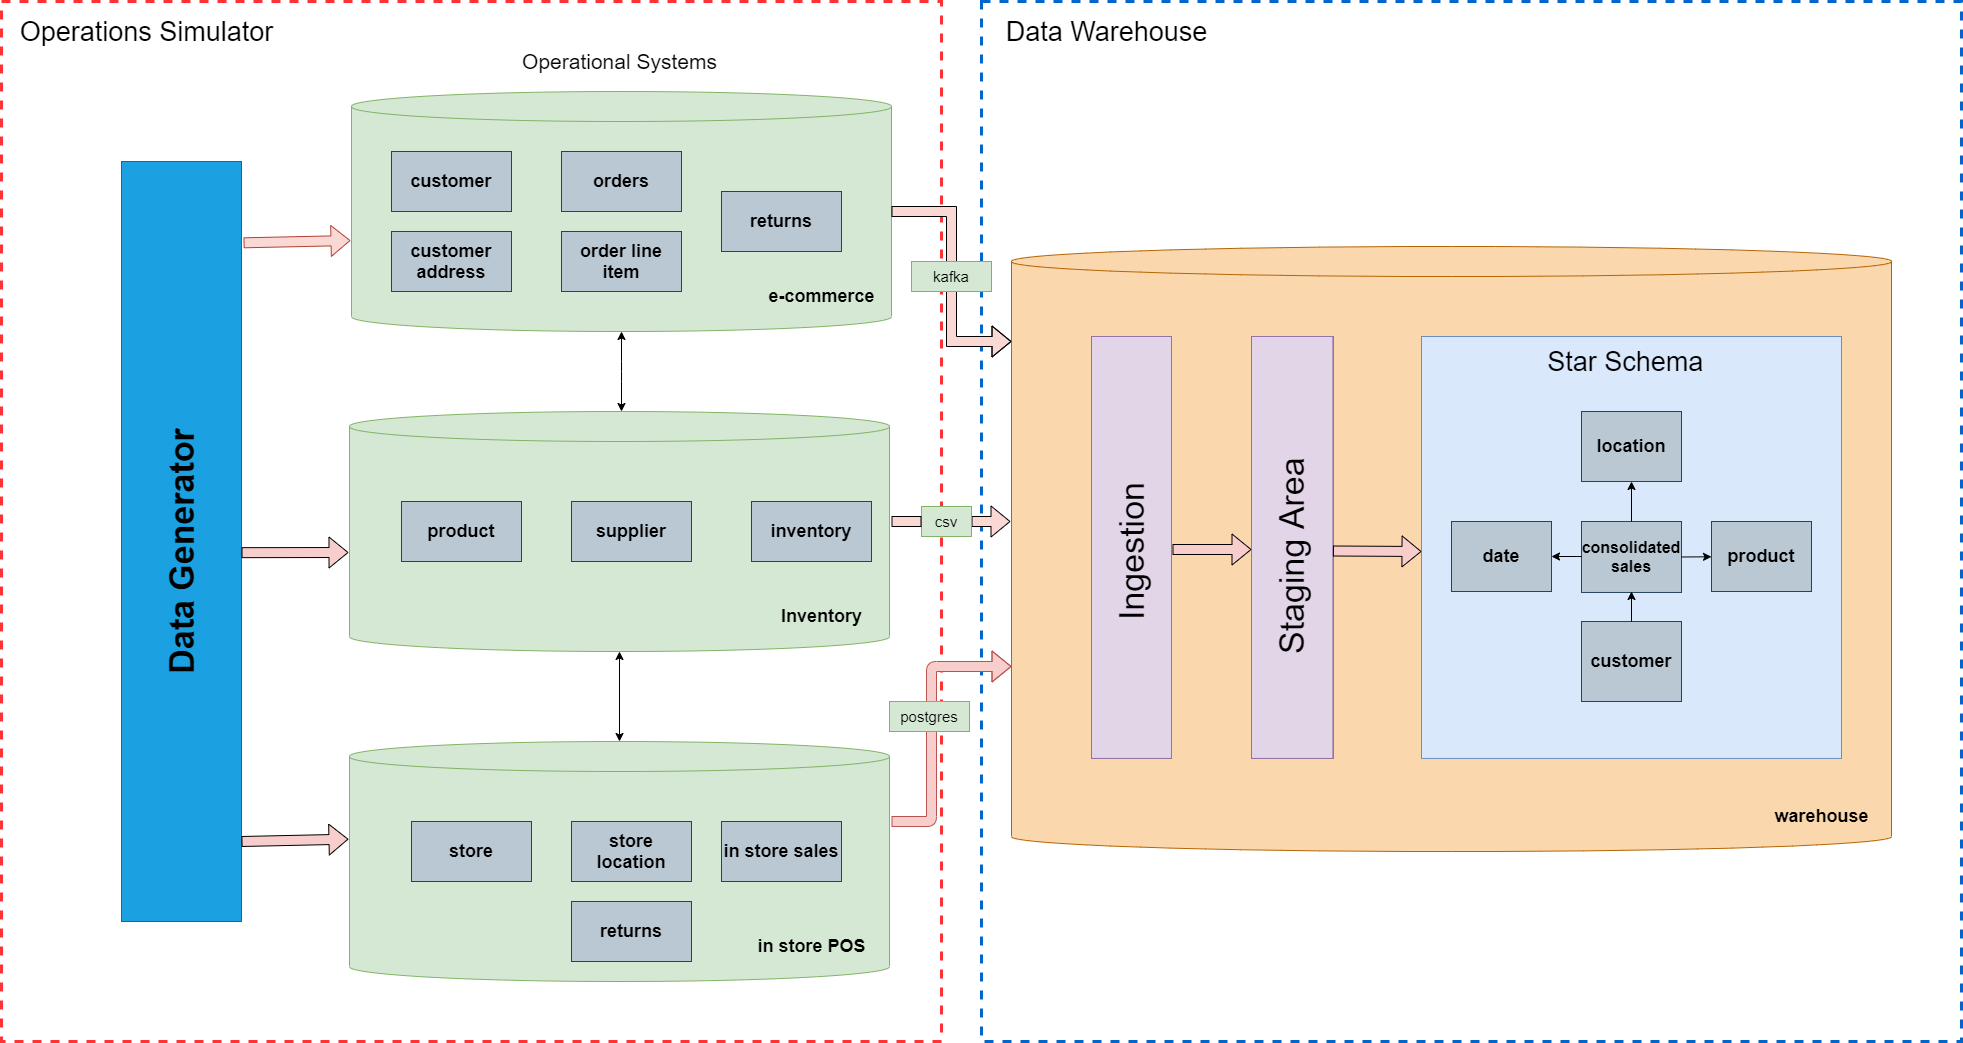 Operations Simulator
Data Warehouse
Operational Systems
customer
orders
returns
customer
address
order line
item
e-commerce
kafka
Data Generator
product
supplier
inventory
Inventory
csv
postgres
store
store
location
in store sales
returns
in store POS
Ingestion
Staging Area
Star Schema
location
date
consolidated
sales
product
customer
warehouse